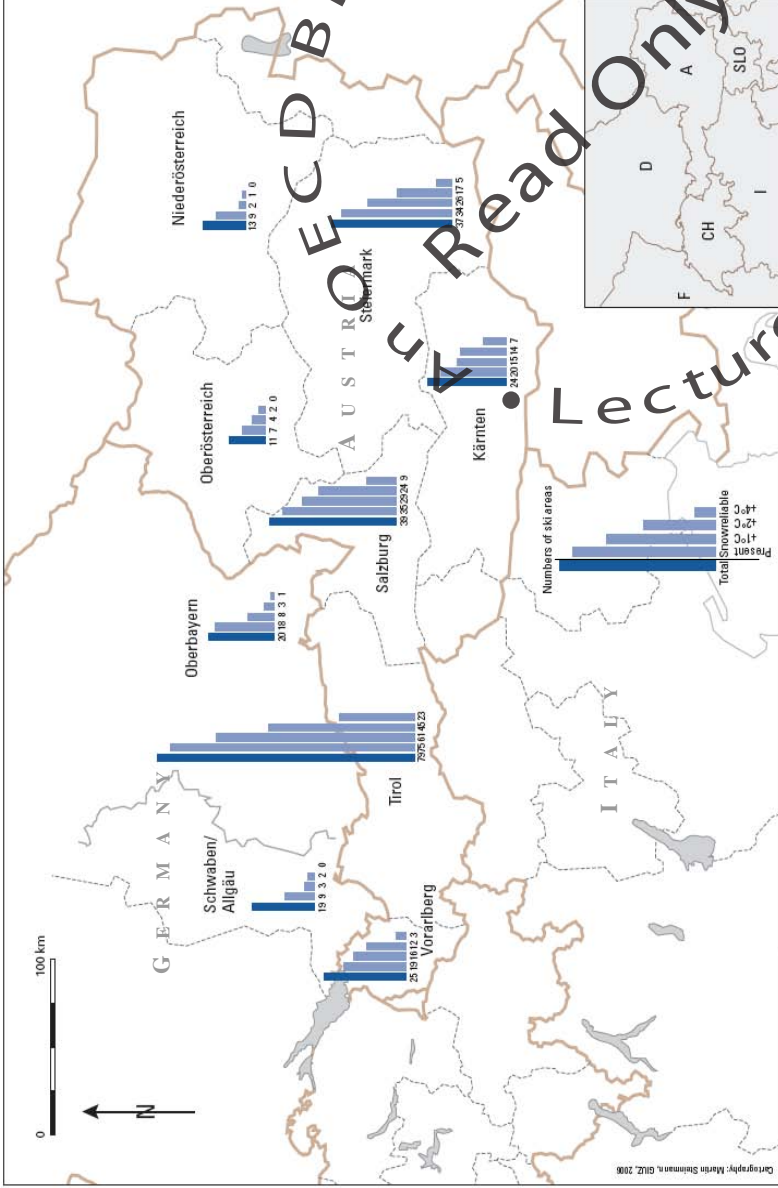 0
100 km
N
GERMANY
Niederösterreich
13 9 2 1 0
Oberösterreich
11 7 4 2 0
AUSTRIA
Steiermark
37 34 26 17 5
Oberbayern
20 18 8 3 1
Salzburg
39 35 29 24 9
Kärnten
24 20 15 14 7
Schwaben/
Allgäu
19 9 3 2 0
Tirol
79 75 61 45 23
Vorarlberg
25 19 16 12 3
ITALY
Numbers of ski areas
Total
Snowreliable
Present
+1°C
+2°C
+4°C
F
D
CH
A
SLO
I
Cartography: Martin Steinmann, GIUZ, 2006
An OECD B
Read Only
• Lecture